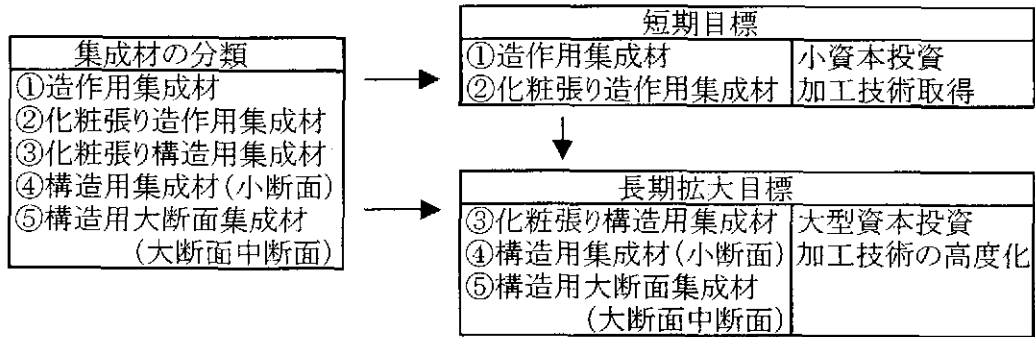 集成材の分類
①造作用集成材
②化粧張り造作用集成材
③化粧張り構造用集成材
④構造用集成材(小断面)
⑤構造用大断面集成材
(大断面中断面)
短期目標
①造作用集成材 小資本投資
②化粧張り造作用集成材 加工技術取得
長期拡大目標
③化粧張り構造用集成材 大型資本投資
④構造用集成材(小断面) 加工技術の高度化
⑤構造用大断面集成材
(大断面中断面)